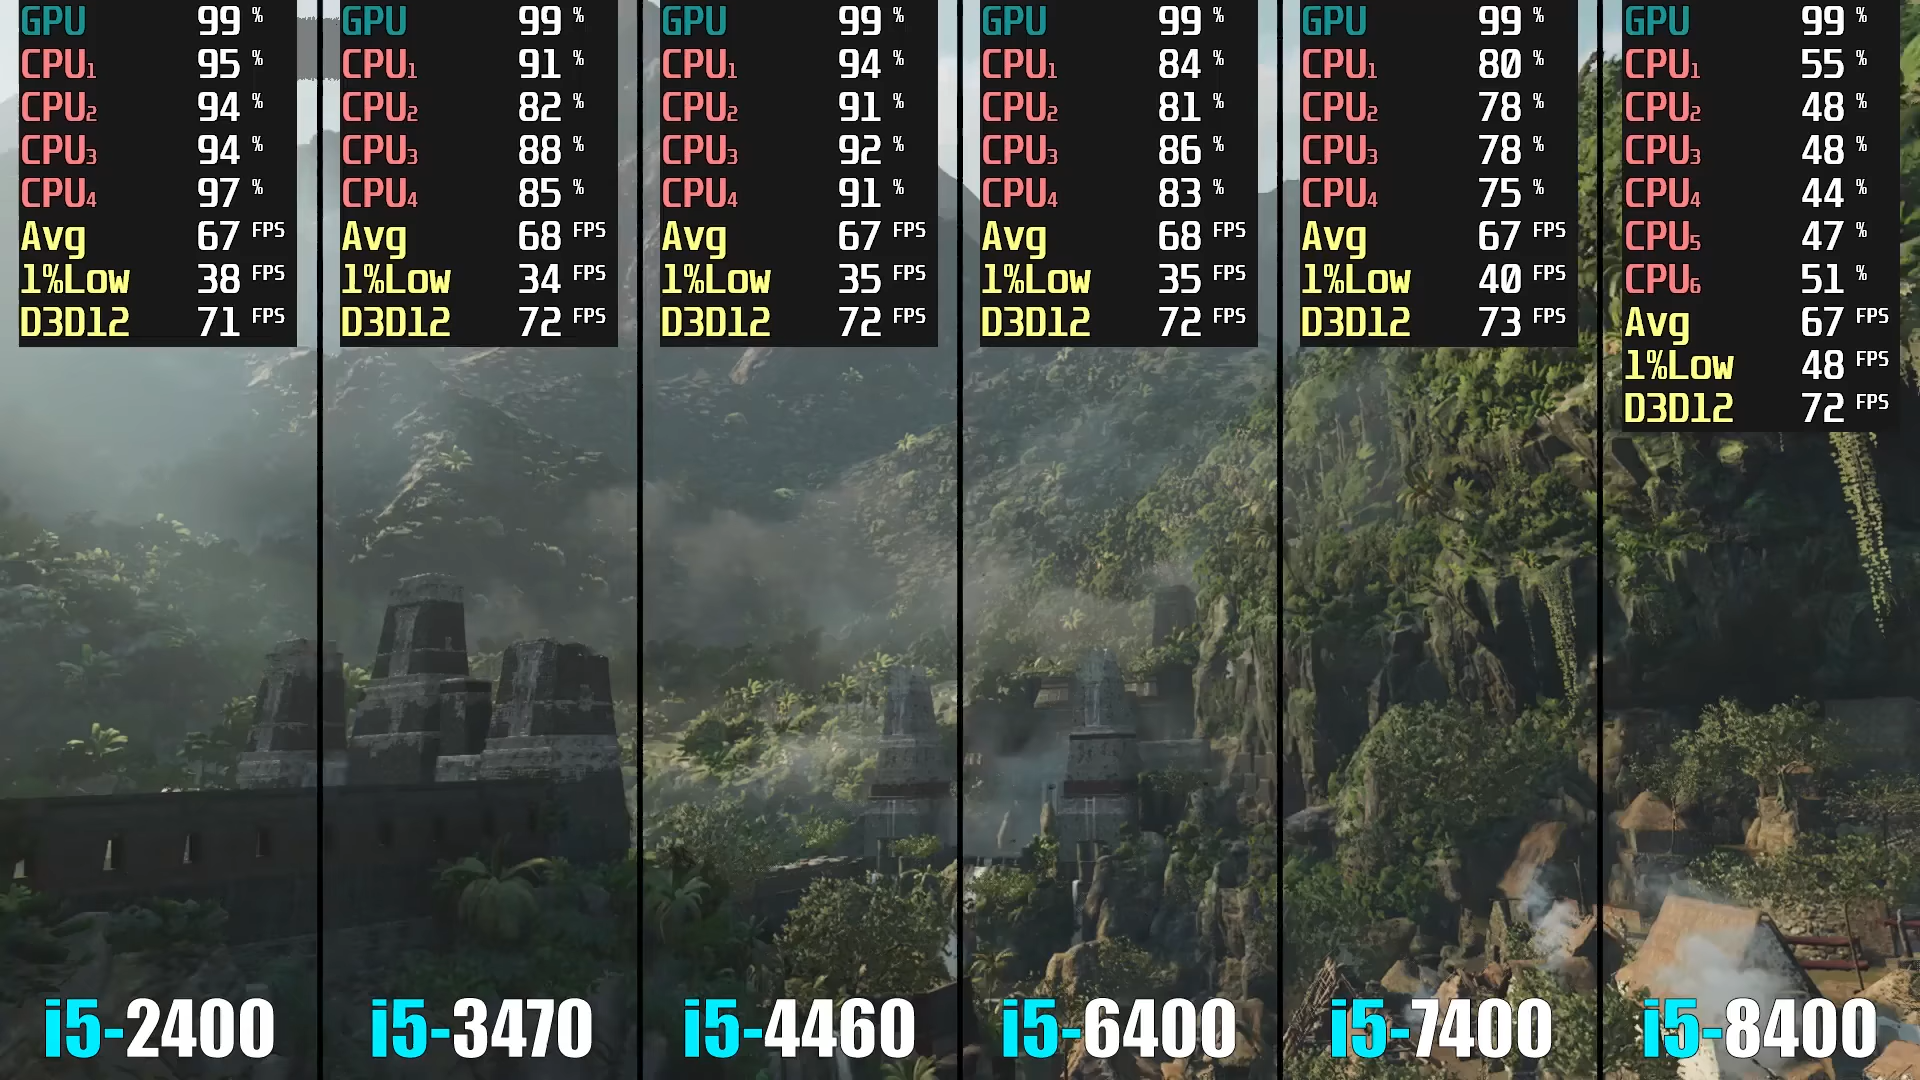 GPU 99 %
CPU1 95 %
CPU2 94 %
CPU3 94 %
CPU4 97 %
Avg 67 FPS
1%Low 38 FPS
D3D12 71 FPS
i5-2400
GPU 99 %
CPU1 91 %
CPU2 82 %
CPU3 88 %
CPU4 85 %
Avg 68 FPS
1%Low 34 FPS
D3D12 72 FPS
i5-3470
GPU 99 %
CPU1 94 %
CPU2 91 %
CPU3 92 %
CPU4 91 %
Avg 67 FPS
1%Low 35 FPS
D3D12 72 FPS
i5-4460
GPU 99 %
CPU1 84 %
CPU2 81 %
CPU3 86 %
CPU4 83 %
Avg 68 FPS
1%Low 35 FPS
D3D12 72 FPS
i5-6400
GPU 99 %
CPU1 80 %
CPU2 78 %
CPU3 78 %
CPU4 75 %
Avg 67 FPS
1%Low 40 FPS
D3D12 73 FPS
i5-7400
GPU 99 %
CPU1 55 %
CPU2 48 %
CPU3 48 %
CPU4 44 %
CPU5 47 %
CPU6 51 %
Avg 67 FPS
1%Low 48 FPS
D3D12 72 FPS
i5-8400